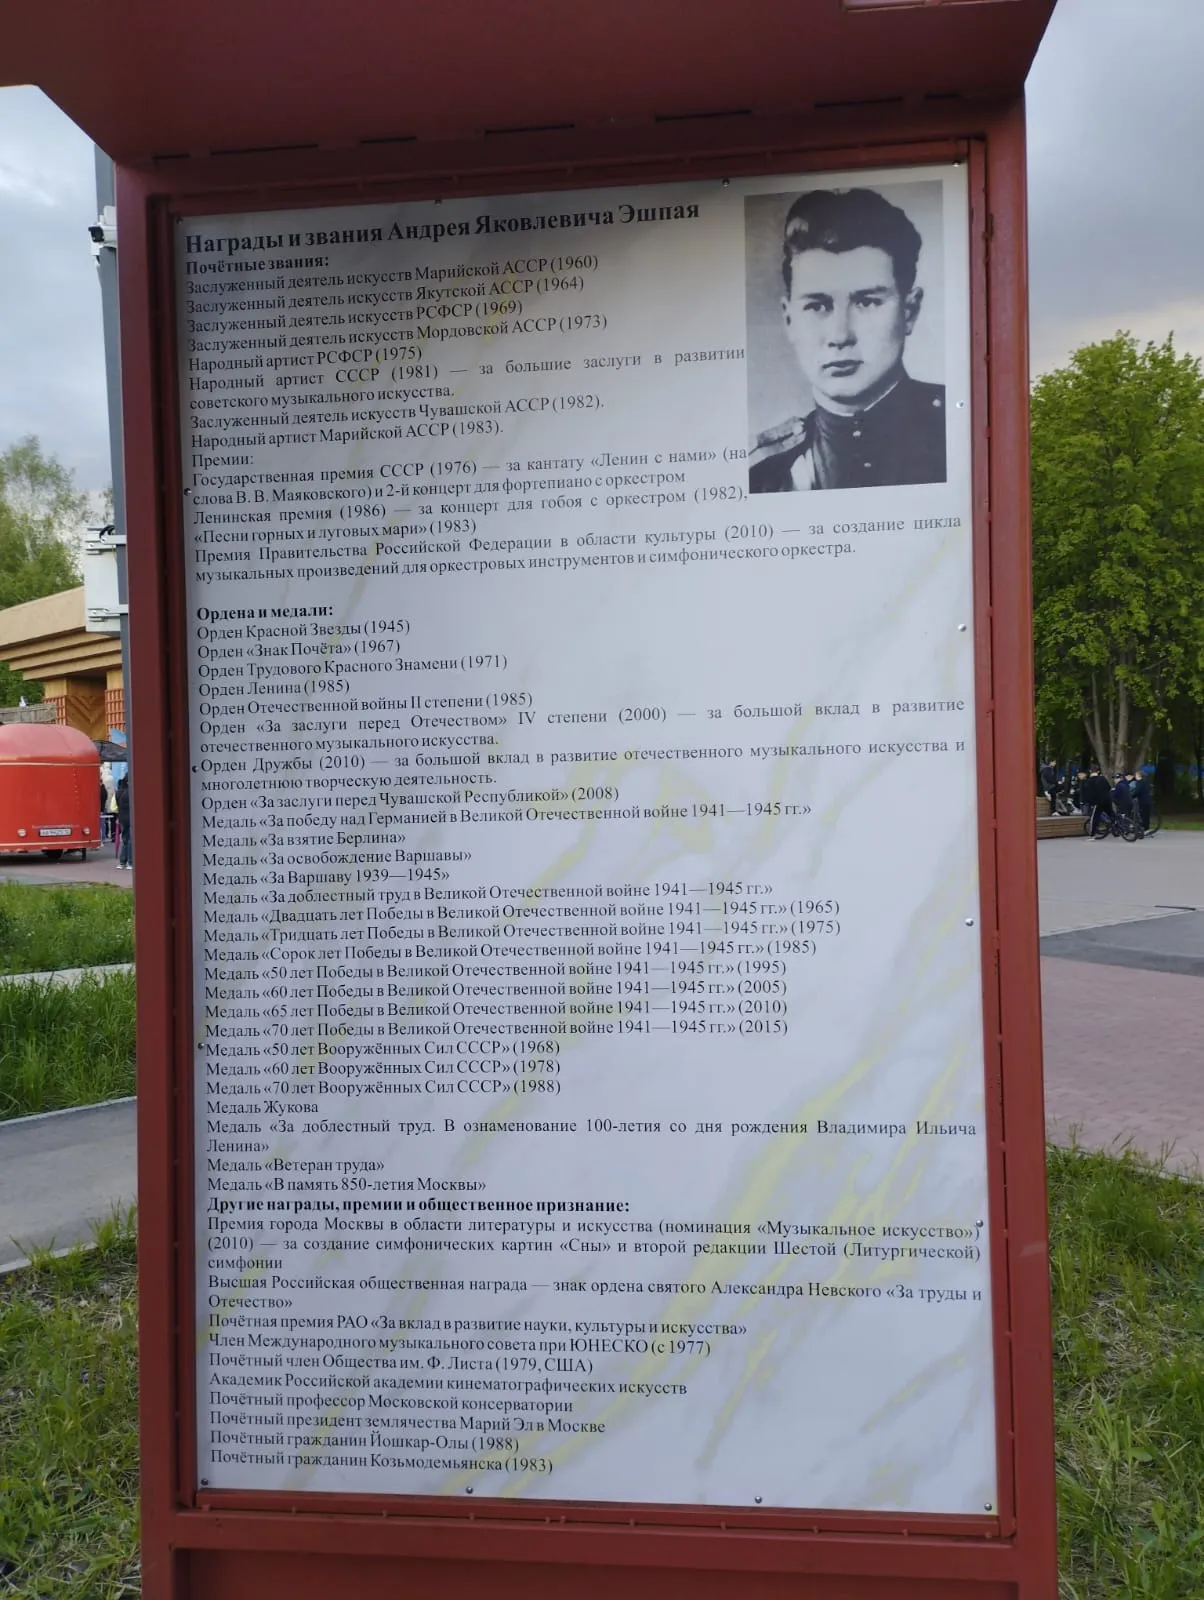 Награды и звания Андрея Яковлевича Эшпая
Почётные звания:
Заслуженный деятель искусств Марийской АССР (1960)
Заслуженный деятель искусств Якутской АССР (1964)
Заслуженный деятель искусств РСФСР (1969)
Заслуженный деятель искусств Мордовской АССР (1973)
Народный артист РСФСР (1975)
Народный артист СССР (1981) — за большие заслуги в развитии
советского музыкального искусства.
Заслуженный деятель искусств Чувашской АССР (1982).
Народный артист Марийской АССР (1983).
Премии:
Государственная премия СССР (1976) — за кантату «Ленин с нами» (на
слова В. В. Маяковского) и 2-й концерт для фортепиано с оркестром
Ленинская премия (1986) — за концерт для гобоя с оркестром (1982),
«Песни горных и луговых мари» (1983)
Премия Правительства Российской Федерации в области культуры (2010) — за создание цикла
музыкальных произведений для оркестровых инструментов и симфонического оркестра.
Ордена и медали:
Орден Красной Звезды (1945)
Орден «Знак Почёта» (1967)
Орден Трудового Красного Знамени (1971)
Орден Ленина (1985)
Орден Отечественной войны II степени (1985)
Орден «За заслуги перед Отечеством» IV степени (2000) — за большой вклад в развитие
отечественного музыкального искусства.
Орден Дружбы (2010) — за большой вклад в развитие отечественного музыкального искусства и
многолетнюю творческую деятельность.
Орден «За заслуги перед Чувашской Республикой» (2008)
Медаль «За победу над Германией в Великой Отечественной войне 1941—1945 гг.»
Медаль «За взятие Берлина»
Медаль «За освобождение Варшавы»
Медаль «За Варшаву 1939—1945»
Медаль «За доблестный труд в Великой Отечественной войне 1941—1945 гг.»
Медаль «Двадцать лет Победы в Великой Отечественной войне 1941—1945 гг.» (1965)
Медаль «Тридцать лет Победы в Великой Отечественной войне 1941—1945 гг.» (1975)
Медаль «Сорок лет Победы в Великой Отечественной войне 1941—1945 гг.» (1985)
Медаль «50 лет Победы в Великой Отечественной войне 1941—1945 гг.» (1995)
Медаль «60 лет Победы в Великой Отечественной войне 1941—1945 гг.» (2005)
Медаль «65 лет Победы в Великой Отечественной войне 1941—1945 гг.» (2010)
Медаль «70 лет Победы в Великой Отечественной войне 1941—1945 гг.» (2015)
Медаль «50 лет Вооружённых Сил СССР» (1968)
Медаль «60 лет Вооружённых Сил СССР» (1978)
Медаль «70 лет Вооружённых Сил СССР» (1988)
Медаль Жукова
Медаль «За доблестный труд. В ознаменование 100-летия со дня рождения Владимира Ильича
Ленина»
Медаль «Ветеран труда»
Медаль «В память 850-летия Москвы»
Другие награды, премии и общественное признание:
Премия города Москвы в области литературы и искусства (номинация «Музыкальное искусство»)
(2010) — за создание симфонических картин «Сны» и второй редакции Шестой (Литургической)
симфонии
Высшая Российская общественная награда — знак ордена святого Александра Невского «За труды и
Отечество»
Почётная премия РАО «За вклад в развитие науки, культуры и искусства»
Член Международного музыкального совета при ЮНЕСКО (с 1977)
Почётный член Общества им. Ф. Листа (1979, США)
Академик Российской академии кинематографических искусств
Почётный профессор Московской консерватории
Почётный президент землячества Марий Эл в Москве
Почётный гражданин Йошкар-Олы (1988)
Почётный гражданин Козьмодемьянска (1983)